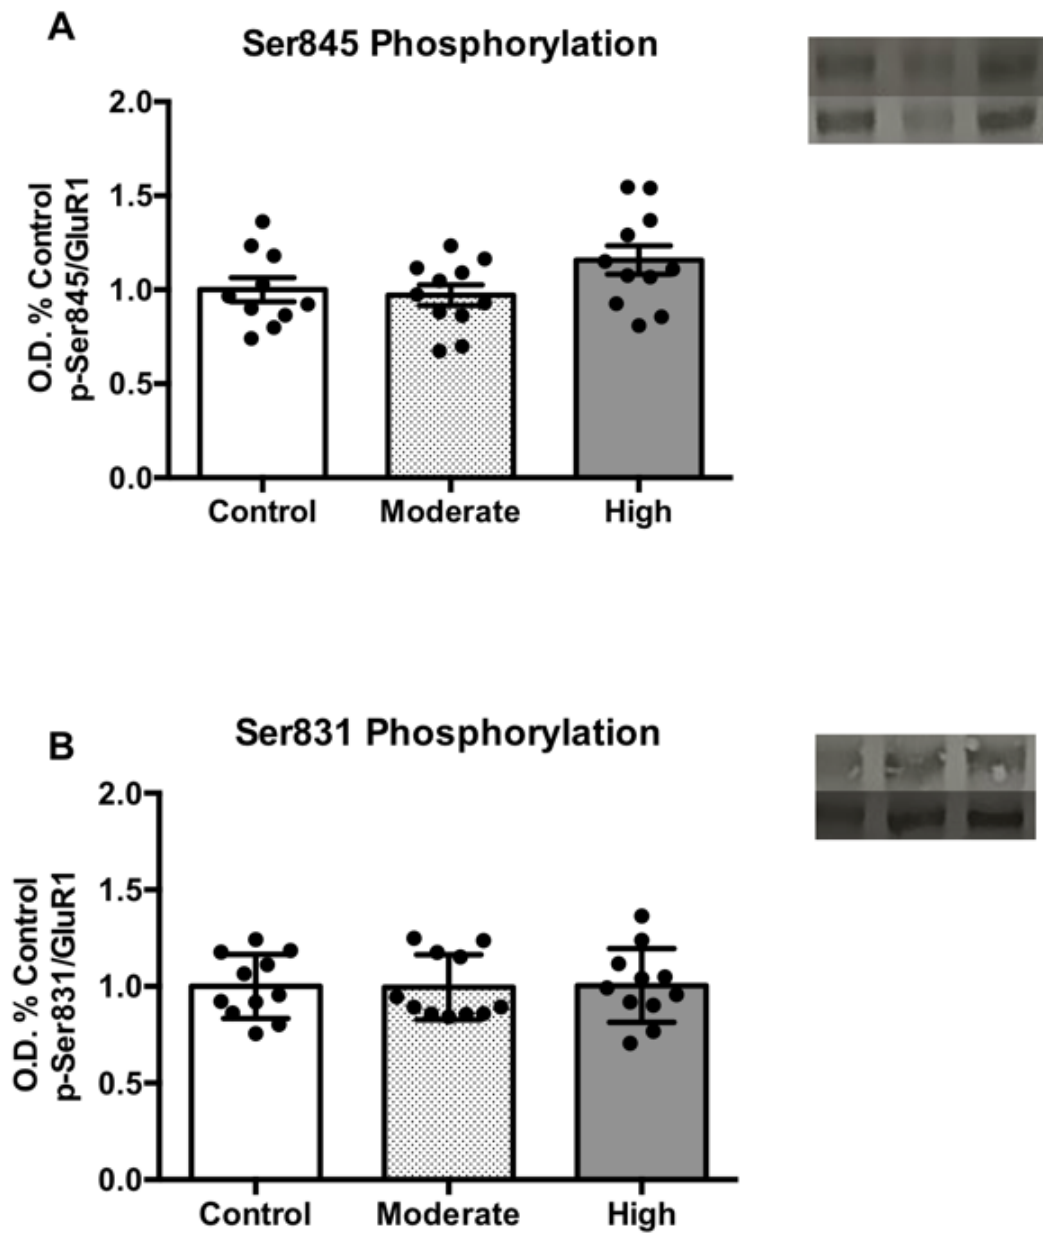 A
Ser845 Phosphorylation
O.D. % Control
p-Ser845/GluR1
2.0
1.5
1.0
0.5
0.0
Control Moderate High
B
Ser831 Phosphorylation
O.D. % Control
p-Ser831/GluR1
2.0
1.5
1.0
0.5
0.0
Control Moderate High